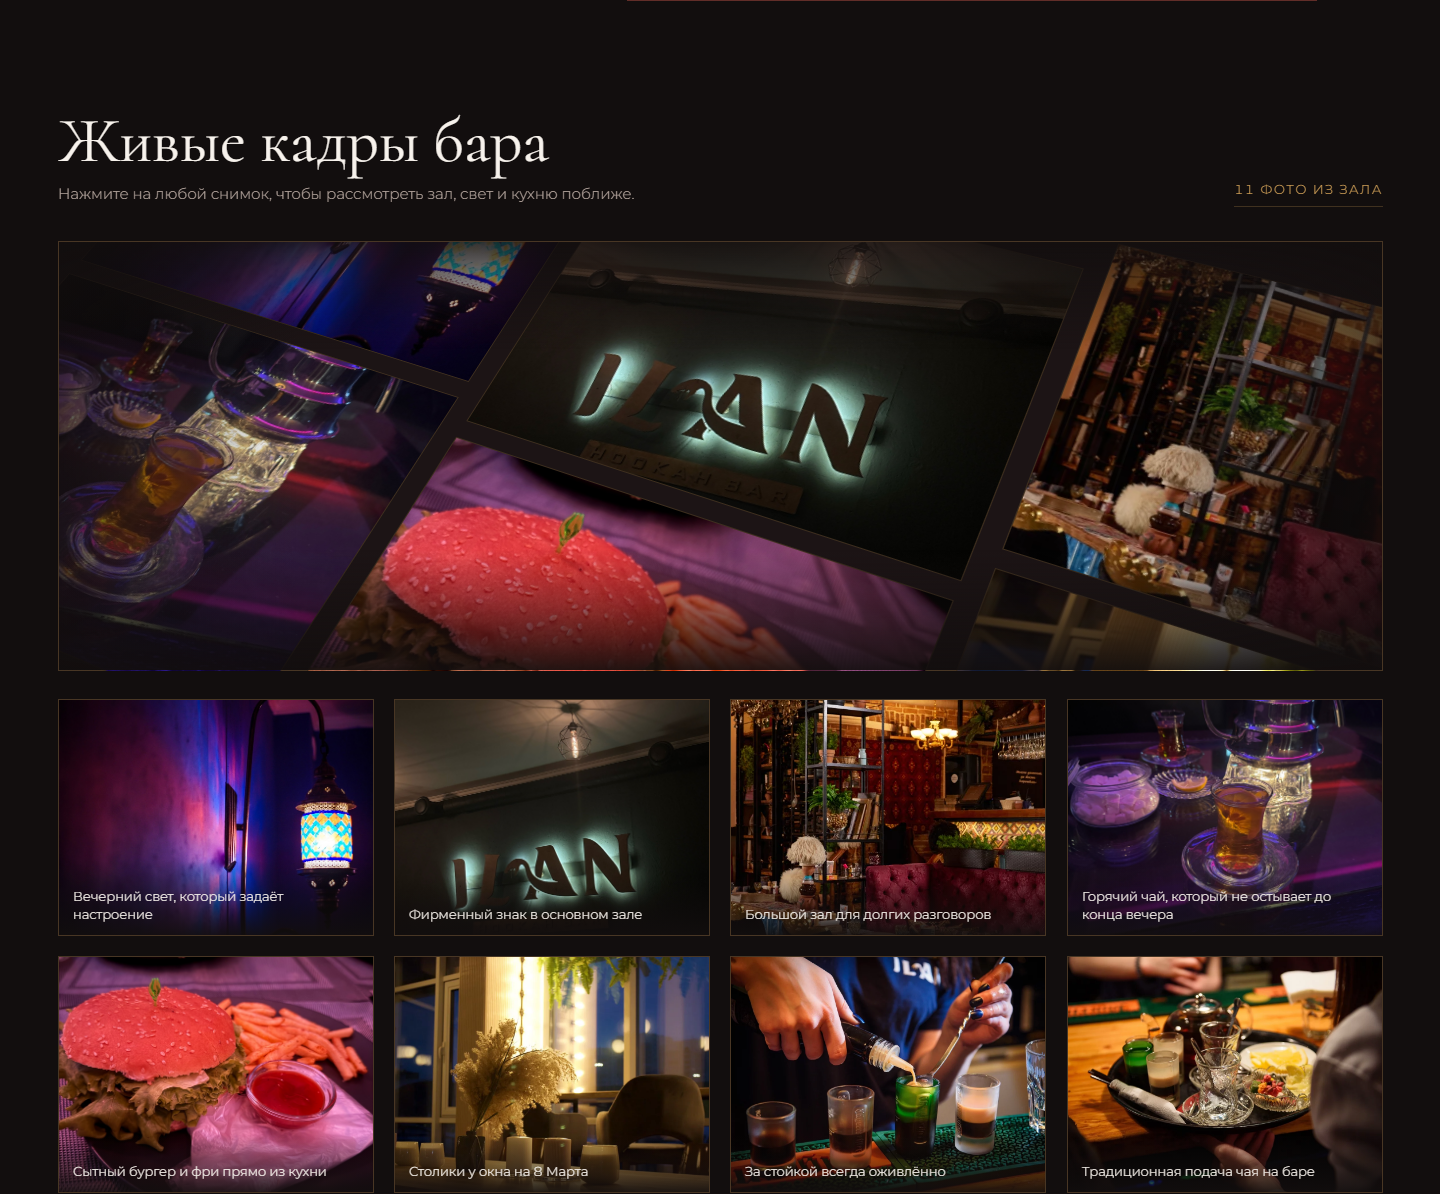 Живые кадры бара
Нажмите на любой снимок, чтобы рассмотреть зал, свет и кухню поближе.
11 ФОТО ИЗ ЗАЛА
ILAN
HOOKAH BAR
Вечерний свет, который задаёт
настроение
ILAN
Фирменный знак в основном зале
Большой зал для долгих разговоров
Горячий чай, который не остывает до
конца вечера
Сытный бургер и фри прямо из кухни
Столики у окна на 8 Марта
За стойкой всегда оживлённо
Традиционная подача чая на баре